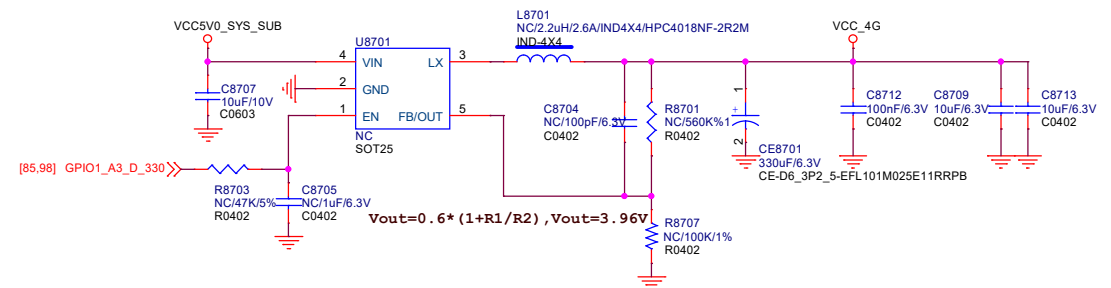 VCC5V0_SYS_SUB
L8701
NC/2.2uH/2.6A/IND4X4/HPC4018NF-2R2M
IND-4X4
VCC_4G
U8701
4
VIN
LX
3
2
GND
1
EN
FB/OUT
5
NC
SOT25
C8707
10uF/10V
C0603
C8704
NC/100pF/6.3V
C0402
R8701
NC/560K%1
R0402
1
+
2
CE8701
330uF/6.3V
CE-D6_3P2_5-EFL101M025E11RRPB
C8712
100nF/6.3V
C0402
C8709
10uF/6.3V
C0402
C8713
10uF/6.3V
C0402
[85,98] GPIO1_A3_D_330
R8703
NC/47K/5%
R0402
C8705
NC/1uF/6.3V
C0402
Vout=0.6*(1+R1/R2),Vout=3.96V
R8707
NC/100K/1%
R0402